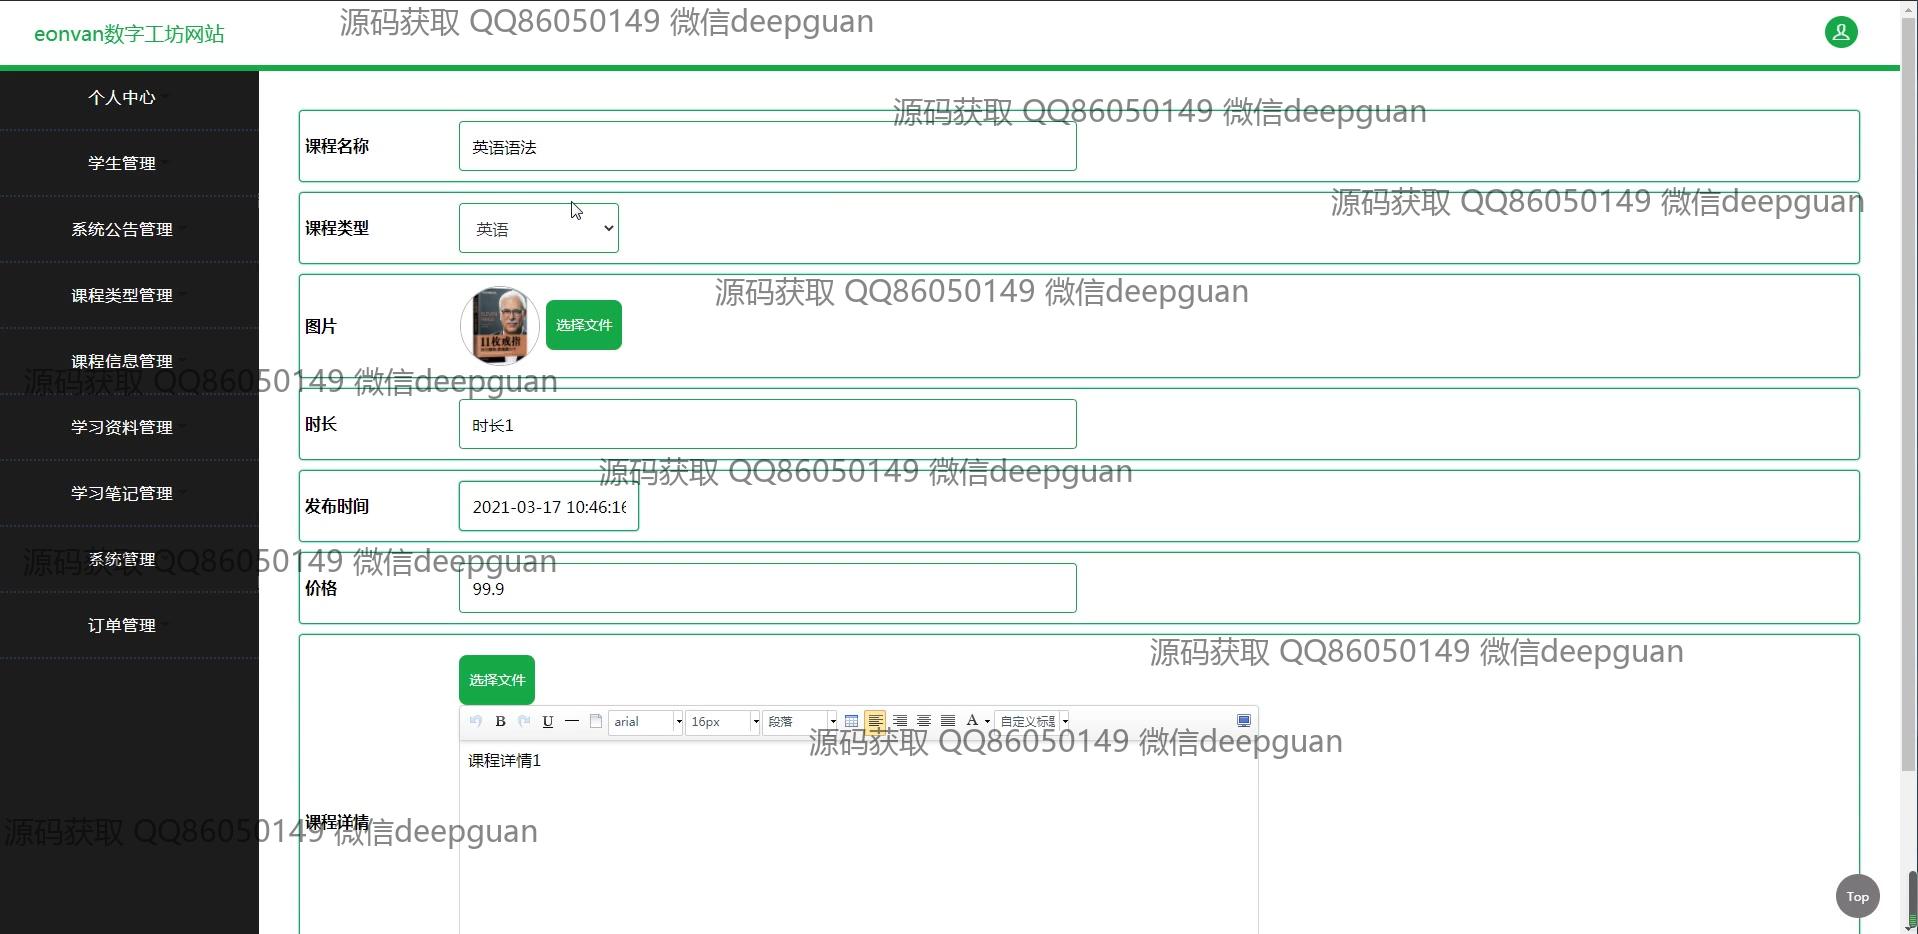 eonvan数字工坊网站
源码获取 QQ86050149 微信deepguan
个人中心
学生管理
系统公告管理
课程类型管理
课程信息管理
学习资料管理
学习笔记管理
系统管理
订单管理
源码获取 QQ86050149 微信deepguan
课程名称
英语语法
源码获取 QQ86050149 微信deepguan
课程类型
英语
源码获取 QQ86050149 微信deepguan
图片
11枚戒指
选择文件
源码获取 QQ86050149 微信deepguan
时长
时长1
源码获取 QQ86050149 微信deepguan
发布时间
2021-03-17 10:46:16
源码获取 QQ86050149 微信deepguan
价格
99.9
源码获取 QQ86050149 微信deepguan
选择文件
B U arial 16px 段落 A 自定义标题
源码获取 QQ86050149 微信deepguan
课程详情1
课程详情
源码获取 QQ86050149 微信deepguan
Top